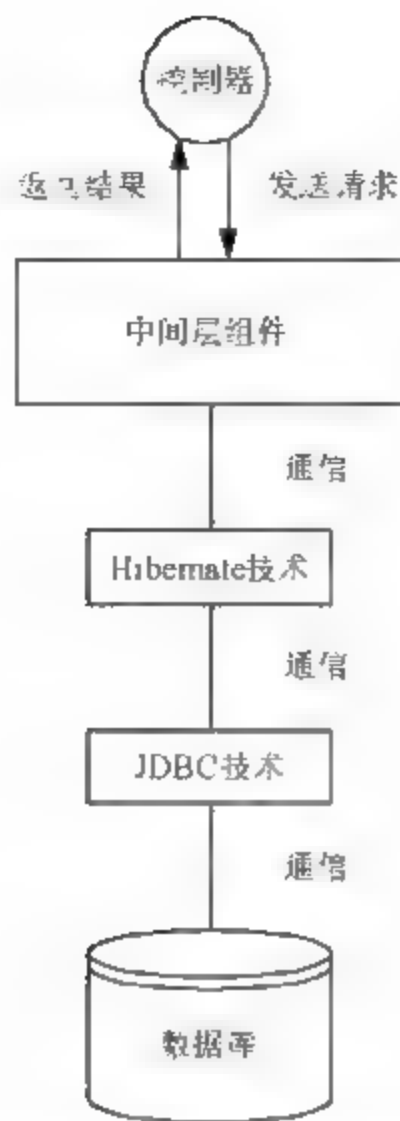 控制器
返回结果
发送请求
中间层组件
通信
Hibernate技术
通信
JDBC技术
通信
数据库